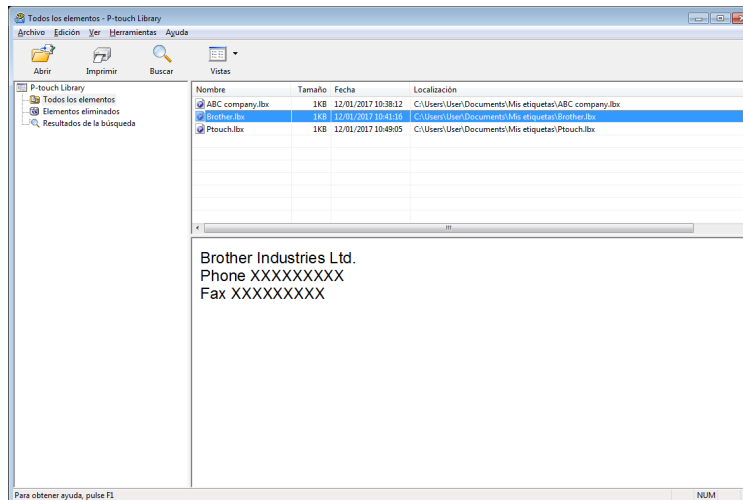 Todos los elementos - P-touch Library
Archivo Edición Ver Herramientas Ayuda
Abrir Imprimir Buscar Vistas
P-touch Library
Todos los elementos
Elementos eliminados
Resultados de la búsqueda
Nombre Tamaño Fecha Localización
ABC company.lbx 1KB 12/01/2017 10:38:12 C:\Users\User\Documents\Mis etiquetas\ABC company.lbx
Brother.lbx 1KB 12/01/2017 10:41:16 C:\Users\User\Documents\Mis etiquetas\Brother.lbx
Ptouch.lbx 1KB 12/01/2017 10:49:05 C:\Users\User\Documents\Mis etiquetas\Ptouch.lbx
Brother Industries Ltd.
Phone XXXXXXXXX
Fax XXXXXXXXX
Para obtener ayuda, pulse F1 NUM